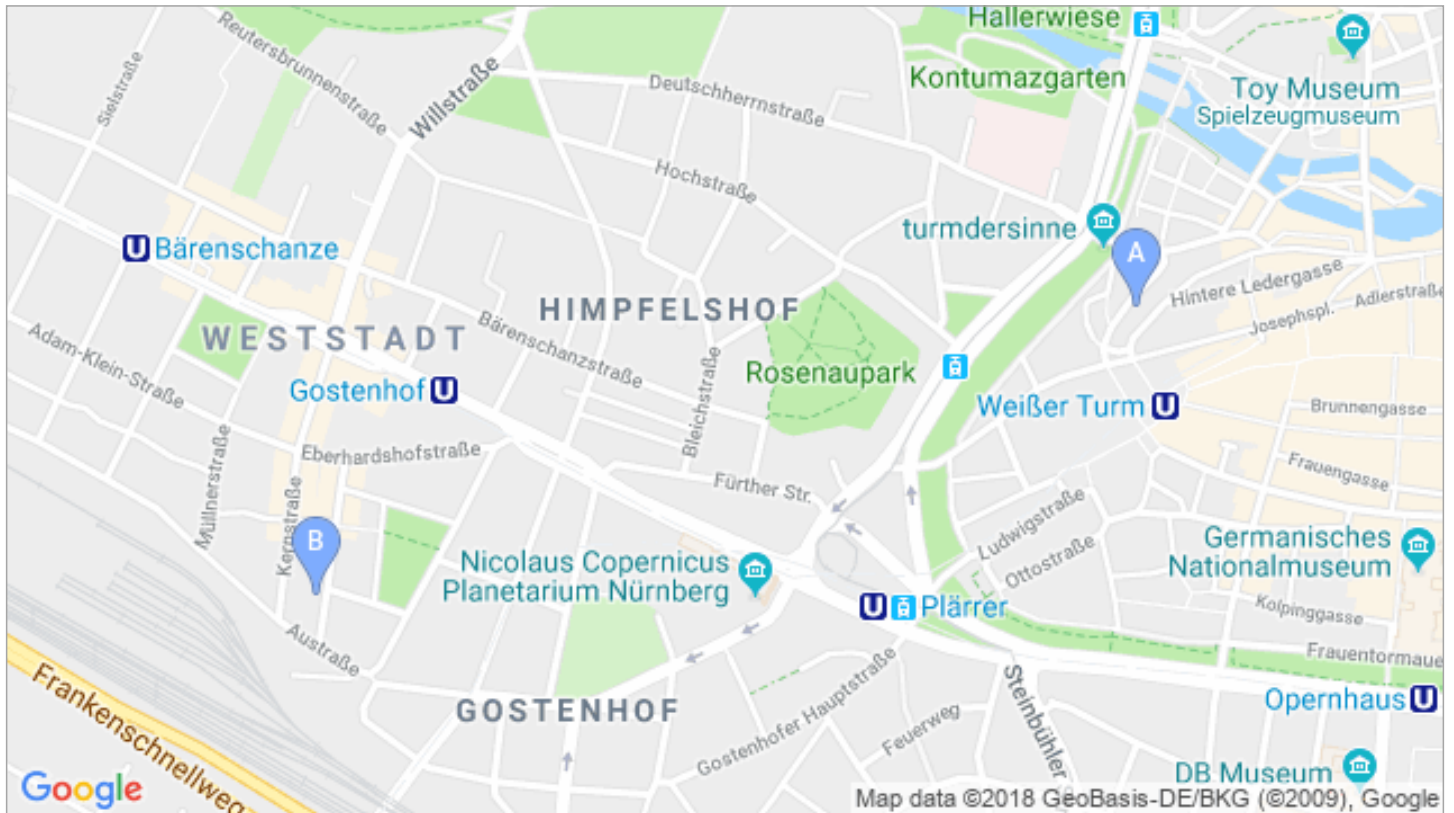 Hallerwiese
Reutersbrunnenstraße
Sielstraße
Willstraße
Deutschherrnstraße
Kontumazgarten
Toy Museum
Spielzeugmuseum
Hochstraße
turmdersinne
U Bärenschanze
A
Hintere Ledergasse
Adlerstraße
Josephspl.
HIMPFELSHOF
WESTSTADT
Bärenschanzstraße
Adam-Klein-Straße
Rosenaupark
Gostenhof U
Weißer Turm U
Brunnengasse
Bleichstraße
Eberhardshofstraße
Müllnerstraße
Fürther Str.
Frauengasse
Kernstraße
Ludwigstraße
Ottostraße
B
Nicolaus Copernicus
Planetarium Nürnberg
Germanisches
Nationalmuseum
U Plärrer
Kolpinggasse
Austraße
Frauentormaue
Steinbühler S
GOSTENHOF
Gostenhofer Hauptstraße
Feuerweg
Opernhaus U
Frankenschnellweg
DB Museum
Google
Map data ©2018 GeoBasis-DE/BKG (©2009), Google